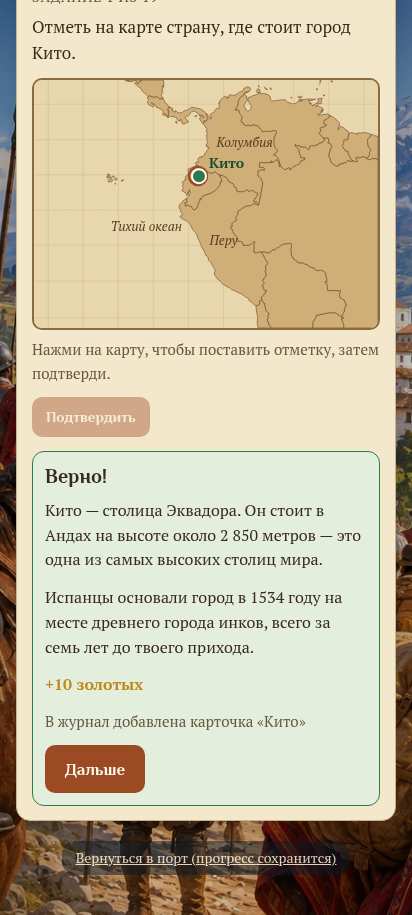 Отметь на карте страну, где стоит город
Кито.
Колумбия
Кито
Тихий океан
Перу
Нажми на карту, чтобы поставить отметку, затем
подтверди.
Подтвердить
Верно!
Кито — столица Эквадора. Он стоит в
Андах на высоте около 2 850 метров — это
одна из самых высоких столиц мира.
Испанцы основали город в 1534 году на
месте древнего города инков, всего за
семь лет до твоего прихода.
+10 золотых
В журнал добавлена карточка «Кито»
Дальше
Вернуться в порт (прогресс сохранится)